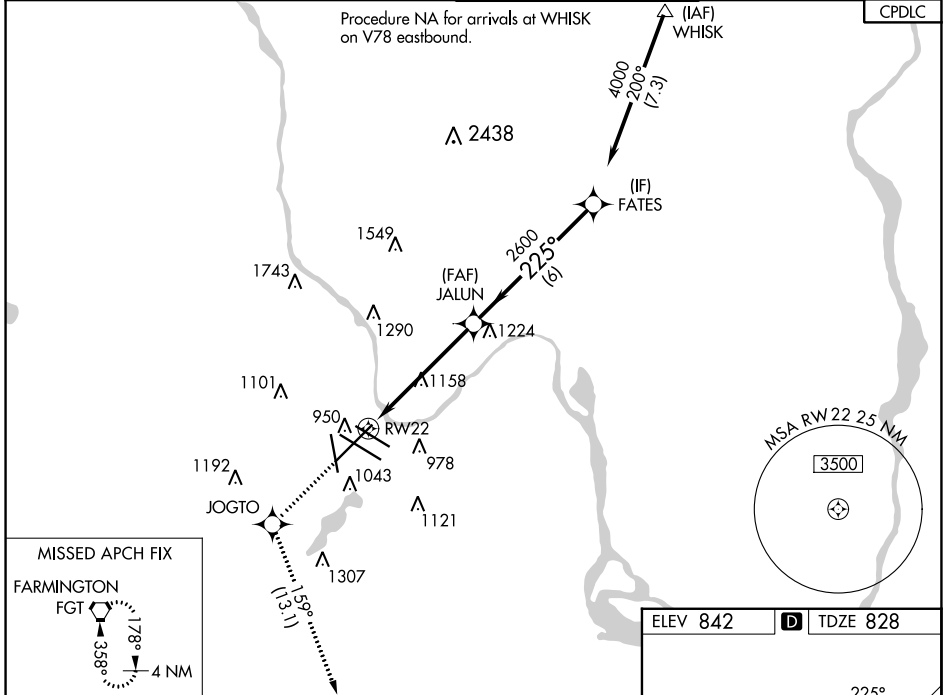 Procedure NA for arrivals at WHISK
on V78 eastbound.
(IAF)
WHISK
CPDLC
4000
200°
(7.3)
2438
(IF)
FATES
2600
225°
(6)
1549
1743
(FAF)
JALUN
1290
1224
1158
1101
950
RW22
978
1192
1043
JOGTO
1121
1307
159°
(13.1)
MSA RW 22 25 NM
3500
MISSED APCH FIX
FARMINGTON
FGT
178°
358°
4 NM
ELEV 842
D
TDZE 828
225°